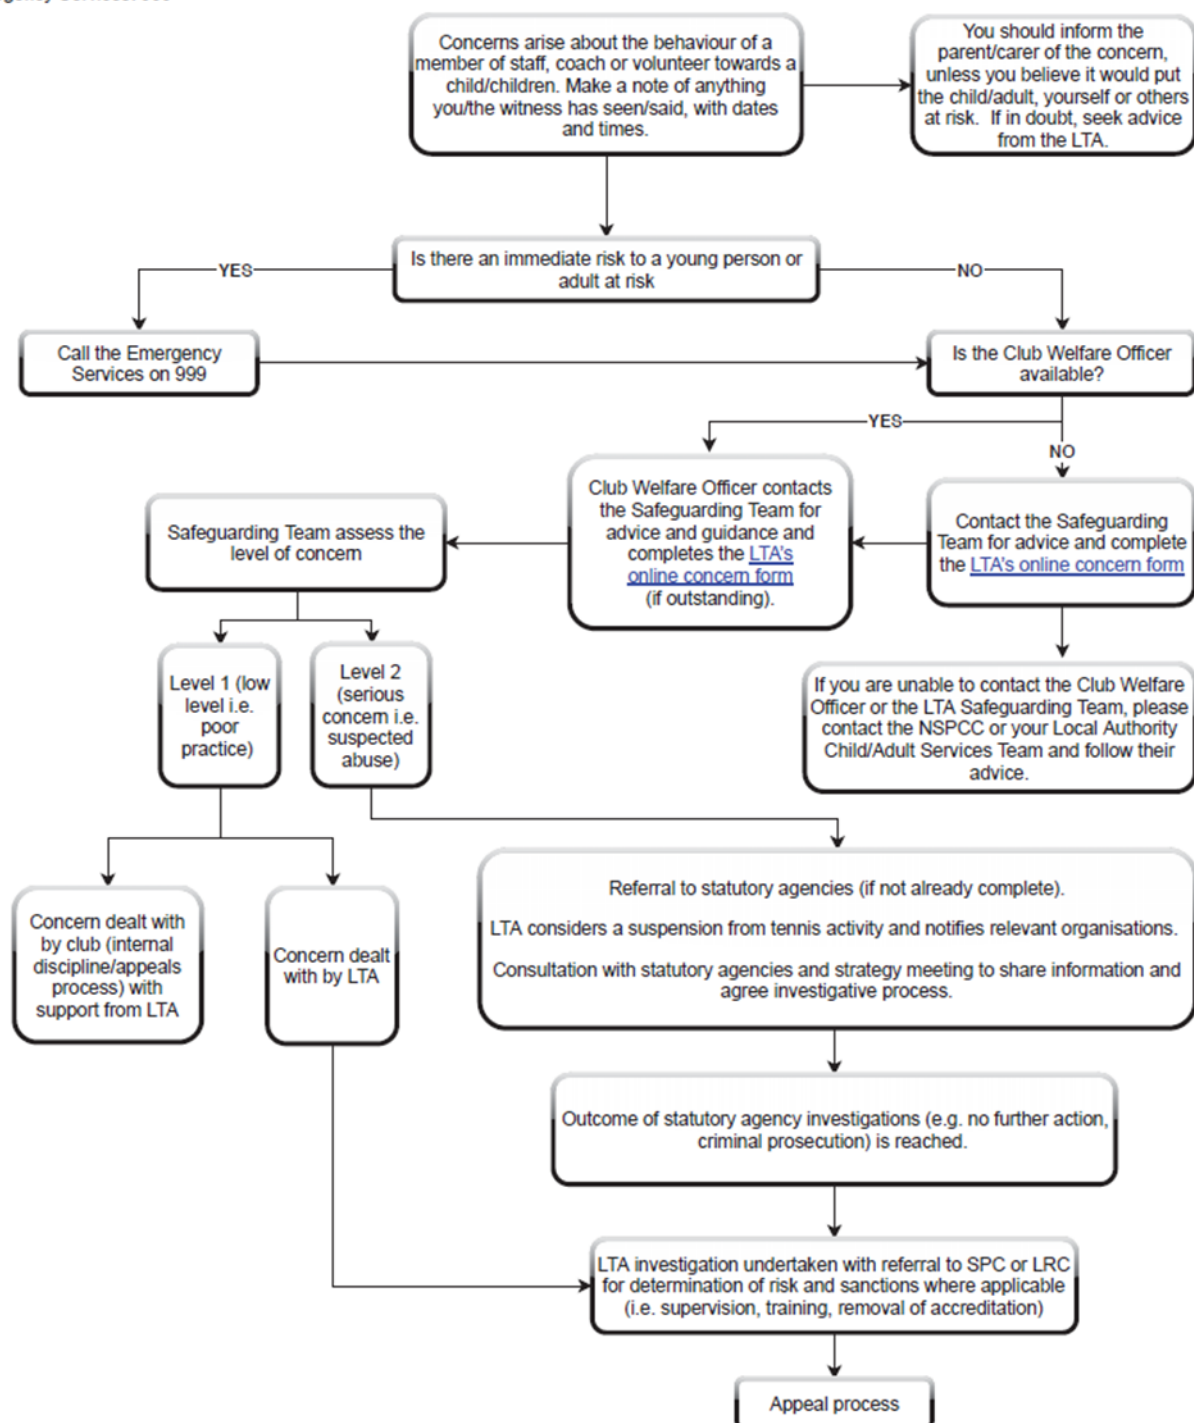 Concerns arise about the behaviour of a
member of staff, coach or volunteer towards a
child/children. Make a note of anything
you/the witness has seen/said, with dates
and times.
You should inform the
parent/carer of the concern,
unless you believe it would put
the child/adult, yourself or others
at risk. If in doubt, seek advice
from the LTA.
Is there an immediate risk to a young person or
adult at risk
YES
NO
Call the Emergency
Services on 999
Is the Club Welfare Officer
available?
YES
NO
Club Welfare Officer contacts
the Safeguarding Team for
advice and guidance and
completes the LTA's
online concern form
(if outstanding).
Contact the Safeguarding
Team for advice and complete
the LTA's online concern form
Safeguarding Team assess the
level of concern
If you are unable to contact the Club Welfare
Officer or the LTA Safeguarding Team, please
contact the NSPCC or your Local Authority
Child/Adult Services Team and follow their
advice.
Level 1 (low
level i.e.
poor
practice)
Level 2
(serious
concern i.e.
suspected
abuse)
Concern dealt with
by club (internal
discipline/appeals
process) with
support from LTA
Concern dealt
with by LTA
Referral to statutory agencies (if not already complete).
LTA considers a suspension from tennis activity and notifies relevant organisations.
Consultation with statutory agencies and strategy meeting to share information and
agree investigative process.
Outcome of statutory agency investigations (e.g. no further action,
criminal prosecution) is reached.
LTA investigation undertaken with referral to SPC or LRC
for determination of risk and sanctions where applicable
(i.e. supervision, training, removal of accreditation)
Appeal process